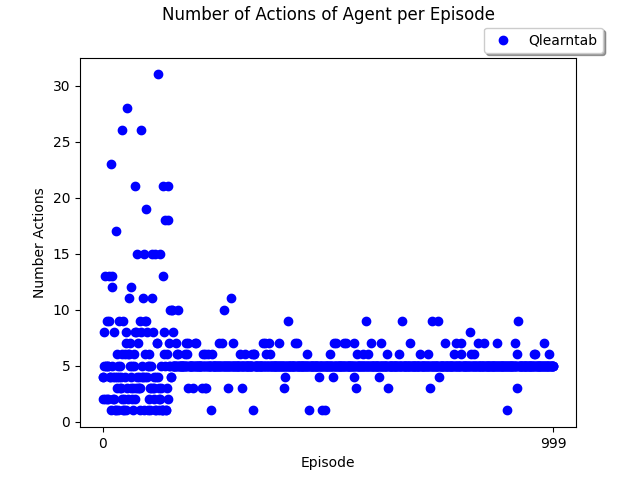 Number of Actions of Agent per Episode
Qlearntab
30
25
20
15
10
5
0
Number Actions
0 999
Episode